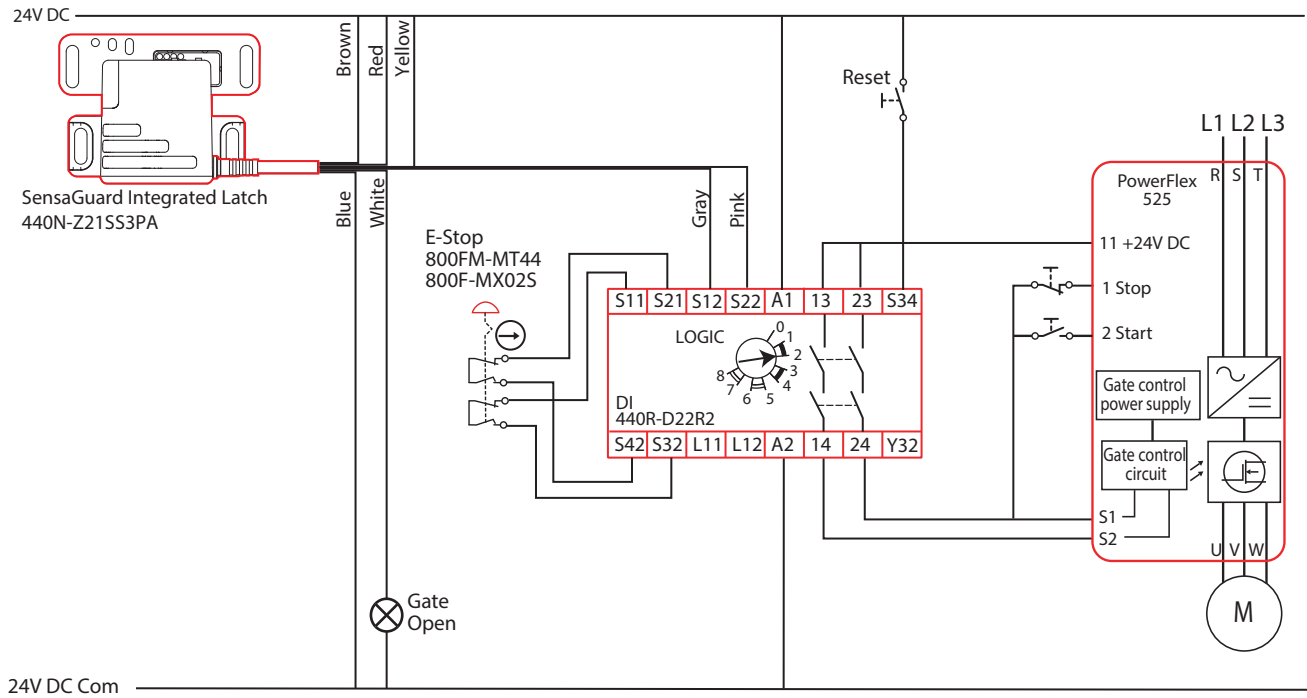 24V DC
Brown
Red
Yellow
SensaGuard Integrated Latch
440N-Z21SS3PA
Blue
White
Gray
Pink
Reset
E-Stop
800FM-MT44
800F-MX02S
S11 S21 S12 S22 A1 13 23 S34
LOGIC
0
1
2
3
4
5
6
7
8
DI
440R-D22R2
S42 S32 L11 L12 A2 14 24 Y32
L1 L2 L3
R S T
PowerFlex
525
11 +24V DC
1 Stop
2 Start
Gate control
power supply
Gate control
circuit
S1
S2
U V W
M
Gate
Open
24V DC Com